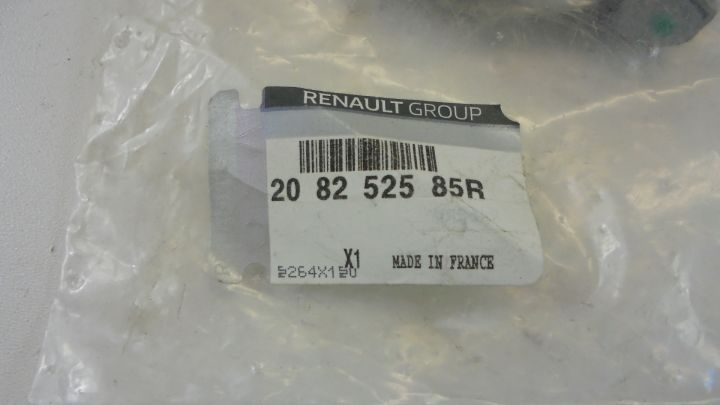 RENAULT GROUP
20 82 525 85R
X1
MADE IN FRANCE